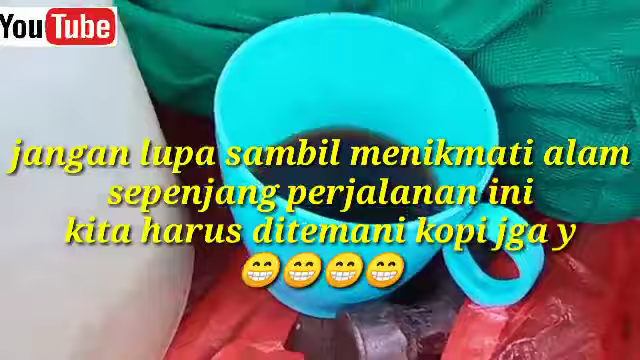 YouTube
jangan lupa sambil menikmati alam
sepenjang perjalanan ini
kita harus ditemani kopi jga y
😁😁😁😁